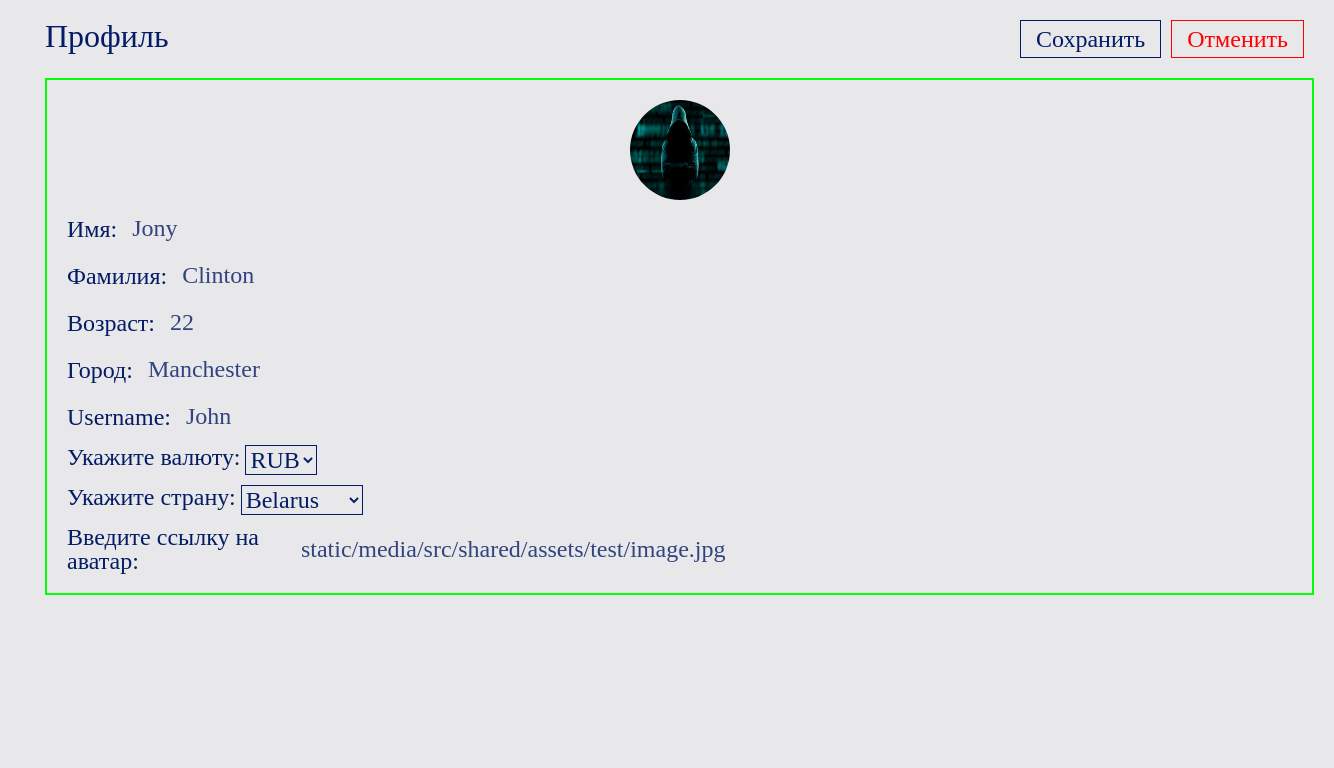 Профиль
Сохранить Отменить
Имя: Jony
Фамилия: Clinton
Возраст: 22
Город: Manchester
Username: John
Укажите валюту: RUB
Укажите страну: Belarus
Введите ссылку на
аватар: static/media/src/shared/assets/test/image.jpg